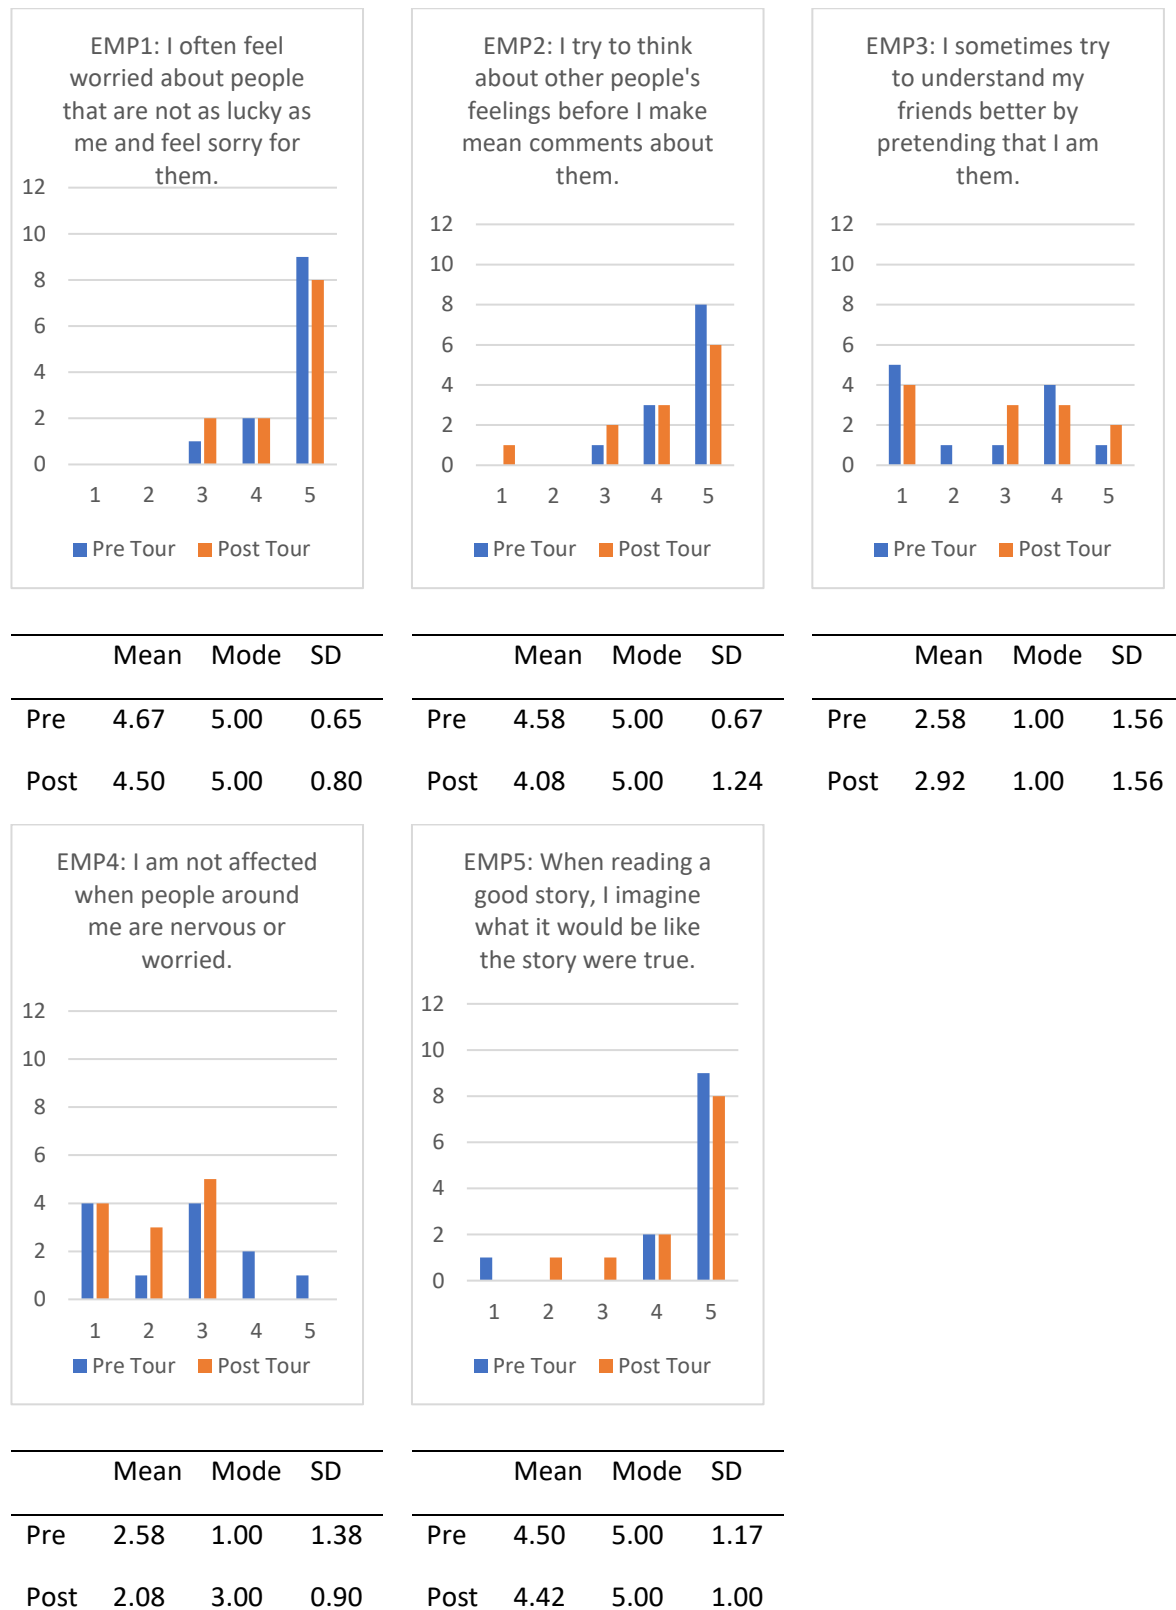 EMP1: I often feel
worried about people
that are not as lucky as
me and feel sorry for
them.
12
10
8
6
4
2
0
1 2 3 4 5
Pre Tour Post Tour
EMP2: I try to think
about other people's
feelings before I make
mean comments about
them.
12
10
8
6
4
2
0
1 2 3 4 5
Pre Tour Post Tour
EMP3: I sometimes try
to understand my
friends better by
pretending that I am
them.
12
10
8
6
4
2
0
1 2 3 4 5
Pre Tour Post Tour
Mean Mode SD
Pre 4.67 5.00 0.65
Post 4.50 5.00 0.80
Mean Mode SD
Pre 4.58 5.00 0.67
Post 4.08 5.00 1.24
Mean Mode SD
Pre 2.58 1.00 1.56
Post 2.92 1.00 1.56
EMP4: I am not affected
when people around
me are nervous or
worried.
12
10
8
6
4
2
0
1 2 3 4 5
Pre Tour Post Tour
EMP5: When reading a
good story, I imagine
what it would be like
the story were true.
12
10
8
6
4
2
0
1 2 3 4 5
Pre Tour Post Tour
Mean Mode SD
Pre 2.58 1.00 1.38
Post 2.08 3.00 0.90
Mean Mode SD
Pre 4.50 5.00 1.17
Post 4.42 5.00 1.00